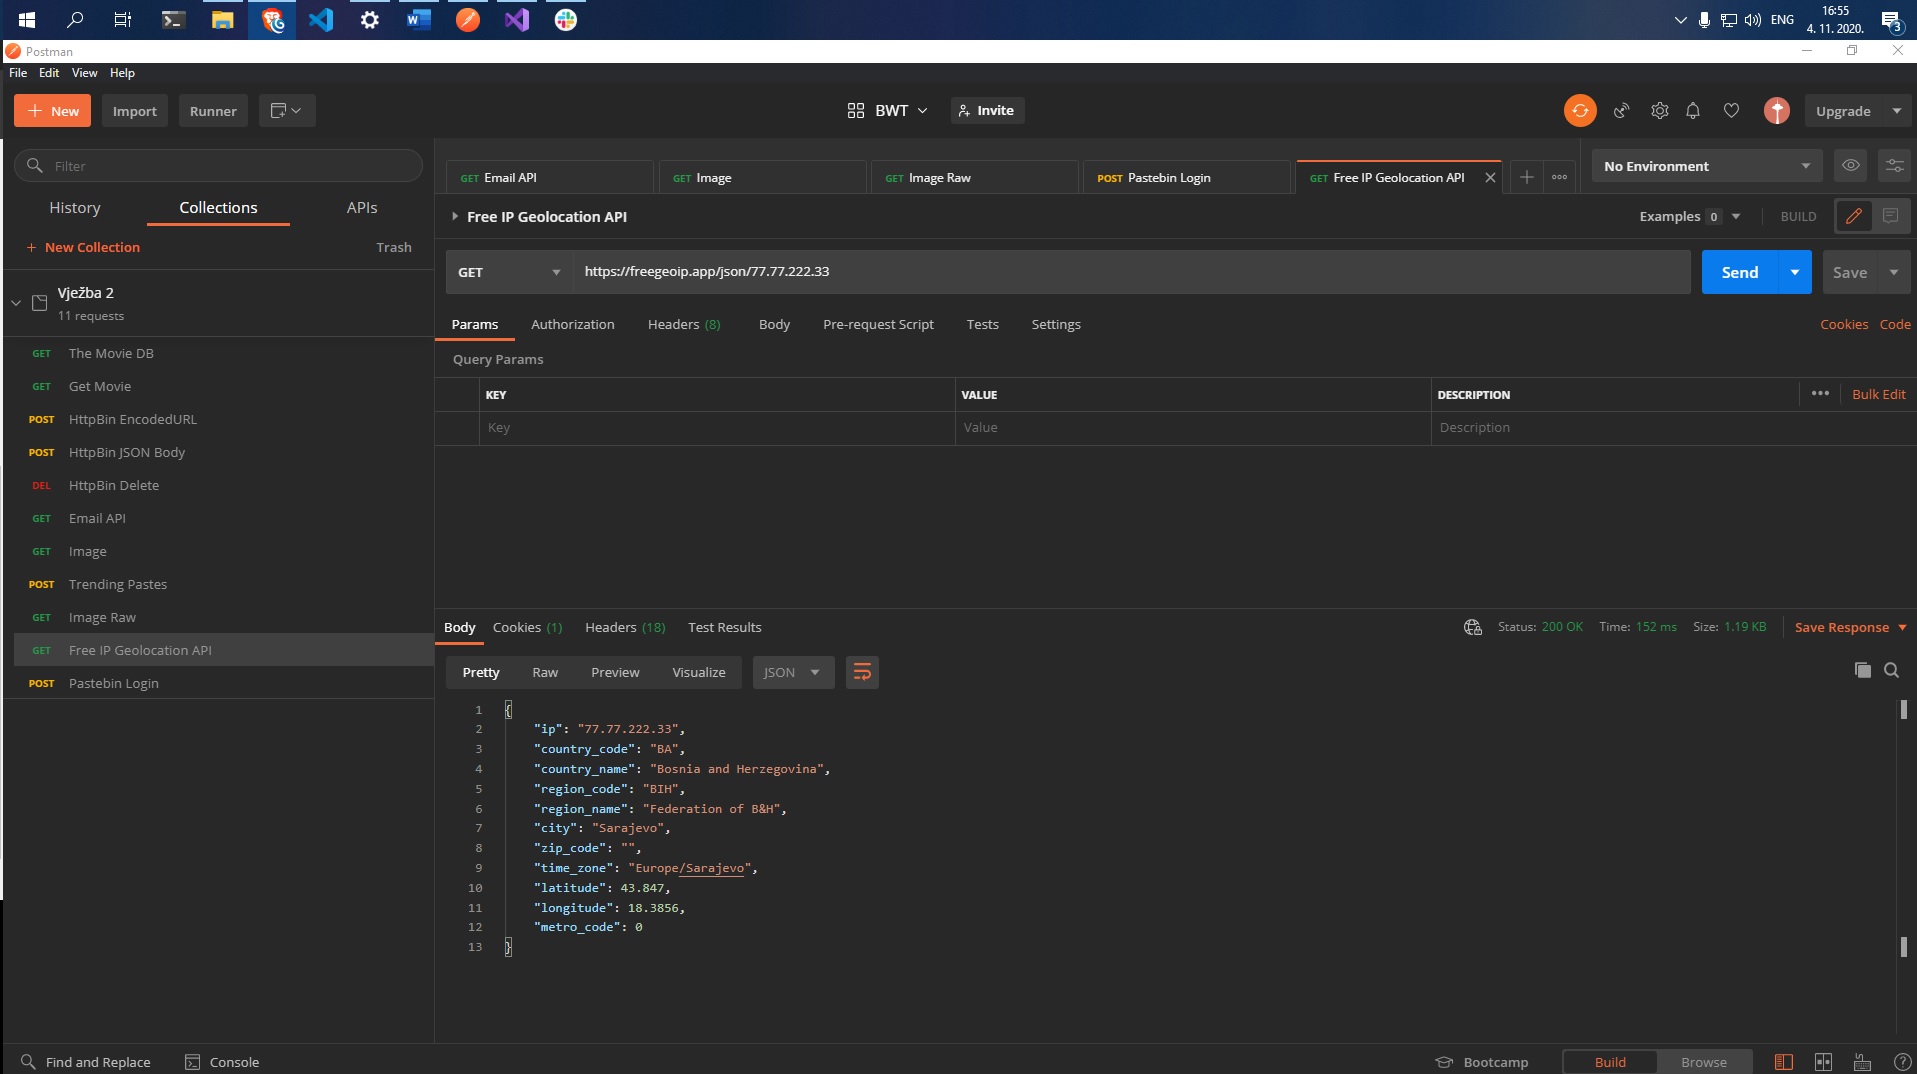 16:55
ENG
4. 11. 2020.
3
Postman
File Edit View Help
+ New Import Runner
BWT
Invite
Upgrade
Filter
History Collections APIs
+ New Collection Trash
Vježba 2
11 requests
GET The Movie DB
GET Get Movie
POST HttpBin EncodedURL
POST HttpBin JSON Body
DEL HttpBin Delete
GET Email API
GET Image
POST Trending Pastes
GET Image Raw
GET Free IP Geolocation API
POST Pastebin Login
GET Email API GET Image GET Image Raw POST Pastebin Login GET Free IP Geolocation API
No Environment
Free IP Geolocation API
Examples 0 BUILD
GET https://freegeoip.app/json/77.77.222.33 Send Save
Params Authorization Headers (8) Body Pre-request Script Tests Settings Cookies Code
Query Params
KEY VALUE DESCRIPTION ••• Bulk Edit
Key Value Description
Body Cookies (1) Headers (18) Test Results Status: 200 OK Time: 152 ms Size: 1.19 KB Save Response
Pretty Raw Preview Visualize JSON
1 {
2 "ip": "77.77.222.33",
3 "country_code": "BA",
4 "country_name": "Bosnia and Herzegovina",
5 "region_code": "BIH",
6 "region_name": "Federation of B&H",
7 "city": "Sarajevo",
8 "zip_code": "",
9 "time_zone": "Europe/Sarajevo",
10 "latitude": 43.847,
11 "longitude": 18.3856,
12 "metro_code": 0
13 }
Find and Replace Console Bootcamp Build Browse